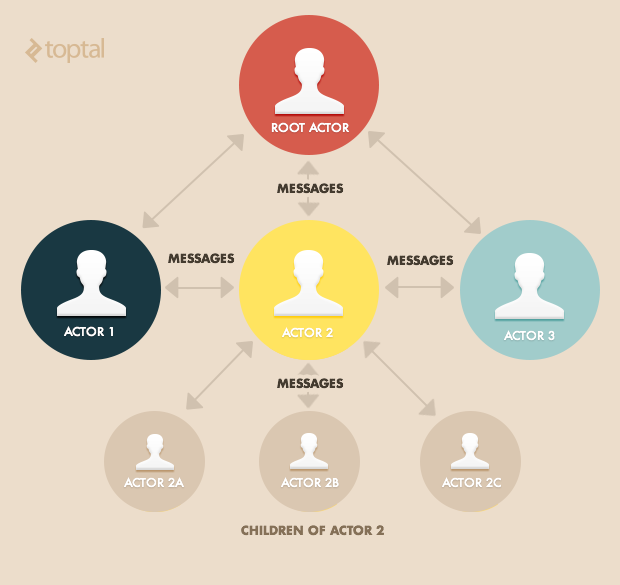 toptal
ROOT ACTOR
MESSAGES
MESSAGES
MESSAGES
ACTOR 1
ACTOR 2
ACTOR 3
MESSAGES
ACTOR 2A
ACTOR 2B
ACTOR 2C
CHILDREN OF ACTOR 2